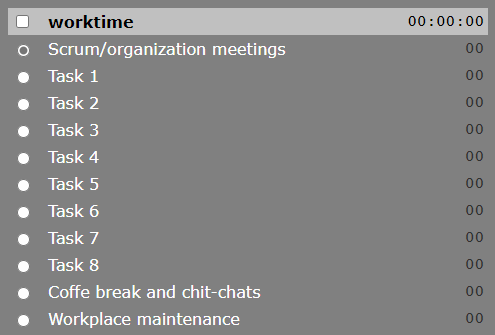 worktime 00:00:00
Scrum/organization meetings 00
Task 1 00
Task 2 00
Task 3 00
Task 4 00
Task 5 00
Task 6 00
Task 7 00
Task 8 00
Coffe break and chit-chats 00
Workplace maintenance 00